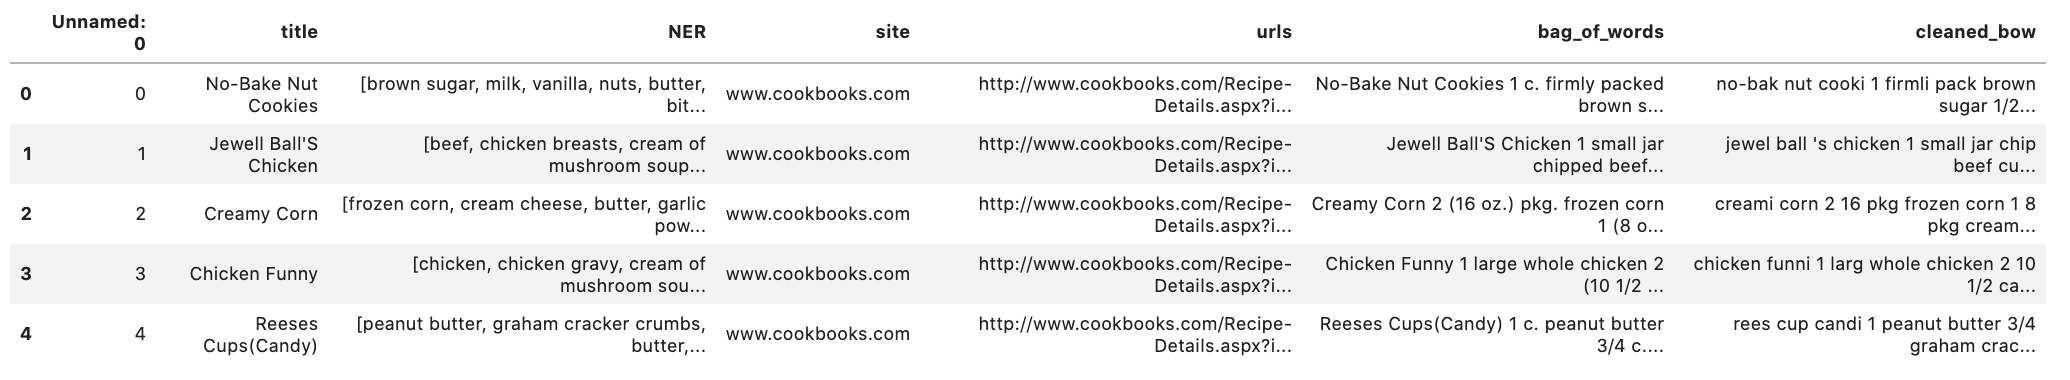 Unnamed: 0 title NER site urls bag_of_words cleaned_bow
0 0 No-Bake Nut Cookies [brown sugar, milk, vanilla, nuts, butter, bit... www.cookbooks.com http://www.cookbooks.com/Recipe-Details.aspx?i... No-Bake Nut Cookies 1 c. firmly packed brown s... no-bak nut cooki 1 firmli pack brown sugar 1/2...
1 1 Jewell Ball'S Chicken [beef, chicken breasts, cream of mushroom soup... www.cookbooks.com http://www.cookbooks.com/Recipe-Details.aspx?i... Jewell Ball'S Chicken 1 small jar chipped beef... jewel ball 's chicken 1 small jar chip beef cu...
2 2 Creamy Corn [frozen corn, cream cheese, butter, garlic pow... www.cookbooks.com http://www.cookbooks.com/Recipe-Details.aspx?i... Creamy Corn 2 (16 oz.) pkg. frozen corn 1 (8 o... creami corn 2 16 pkg frozen corn 1 8 pkg cream...
3 3 Chicken Funny [chicken, chicken gravy, cream of mushroom sou... www.cookbooks.com http://www.cookbooks.com/Recipe-Details.aspx?i... Chicken Funny 1 large whole chicken 2 (10 1/2 ... chicken funni 1 larg whole chicken 2 10 1/2 ca...
4 4 Reeses Cups(Candy) [peanut butter, graham cracker crumbs, butter,... www.cookbooks.com http://www.cookbooks.com/Recipe-Details.aspx?i... Reeses Cups(Candy) 1 c. peanut butter 3/4 c.... rees cup candi 1 peanut butter 3/4 graham crac...